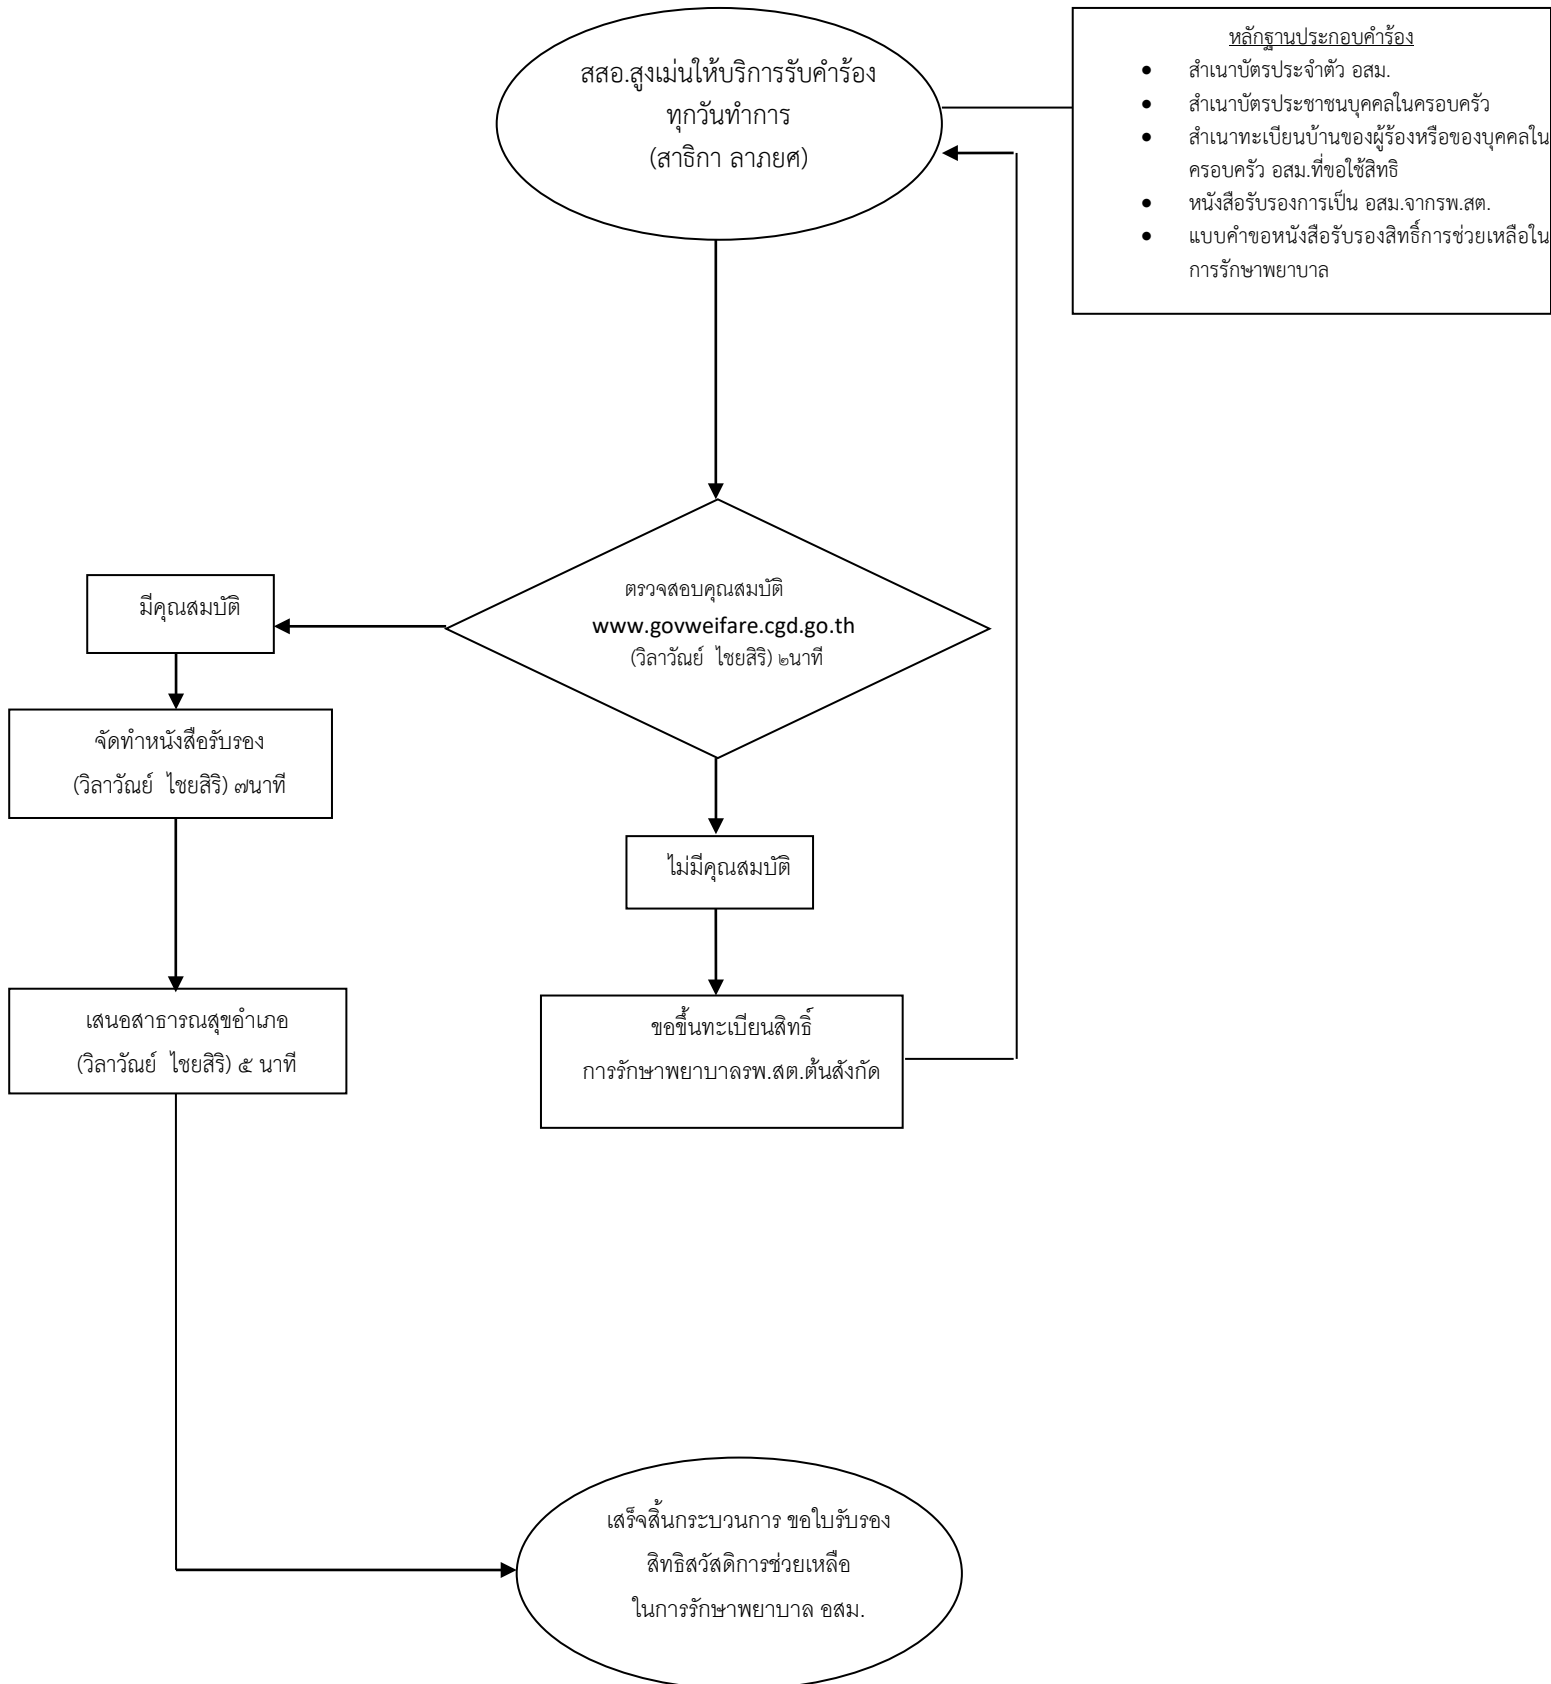 สสอ.สูงเม่นให้บริการรับคำร้อง
ทุกวันทำการ
(สาธิกา ลาภยศ)
หลักฐานประกอบคำร้อง
• สำเนาบัตรประจำตัว อสม.
• สำเนาบัตรประชาชนบุคคลในครอบครัว
• สำเนาทะเบียนบ้านของผู้ร้องหรือของบุคคลใน
ครอบครัว อสม.ที่ขอใช้สิทธิ
• หนังสือรับรองการเป็น อสม.จากรพ.สต.
• แบบคำขอหนังสือรับรองสิทธิ์การช่วยเหลือใน
การรักษาพยาบาล
ตรวจสอบคุณสมบัติ
www.govweifare.cgd.go.th
(วิลาวัณย์ ไชยสิริ) ๒นาที
มีคุณสมบัติ
จัดทำหนังสือรับรอง
(วิลาวัณย์ ไชยสิริ) ๗นาที
ไม่มีคุณสมบัติ
เสนอสาธารณสุขอำเภอ
(วิลาวัณย์ ไชยสิริ) ๕ นาที
ขอขึ้นทะเบียนสิทธิ์
การรักษาพยาบาลรพ.สต.ต้นสังกัด
เสร็จสิ้นกระบวนการ ขอใบรับรอง
สิทธิสวัสดิการช่วยเหลือ
ในการรักษาพยาบาล อสม.